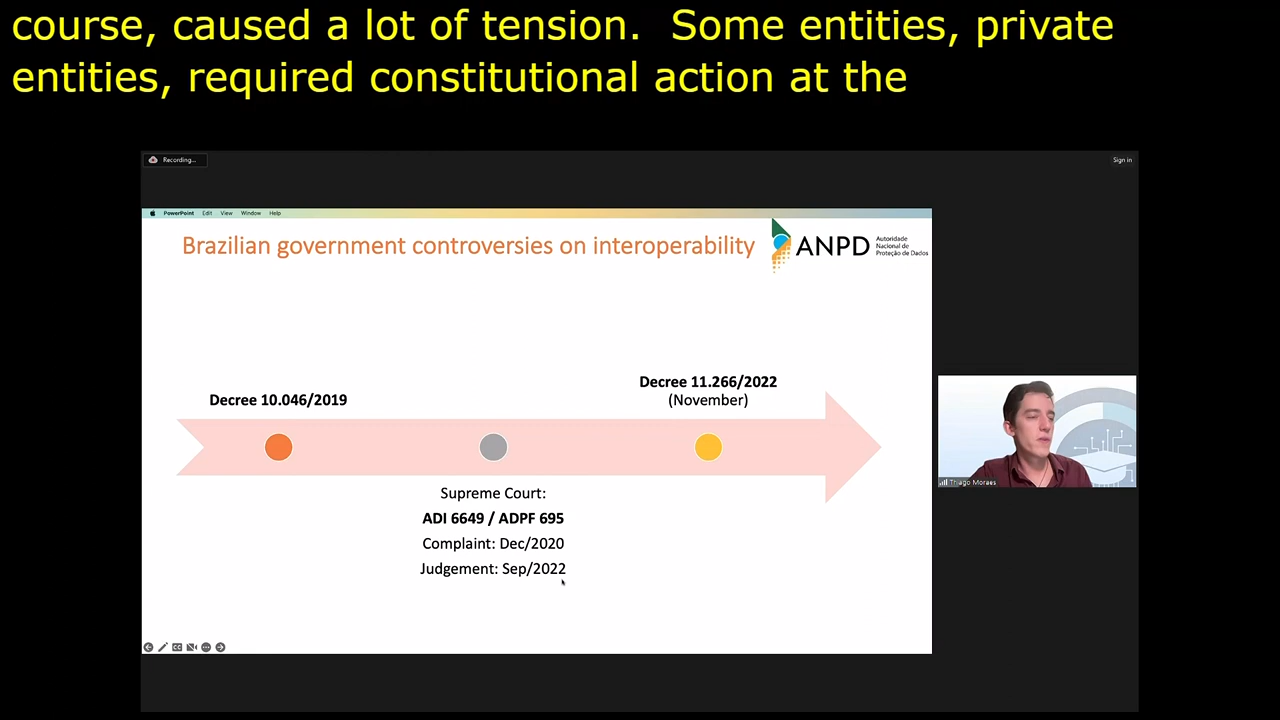 course, caused a lot of tension.  Some entities, private
entities, required constitutional action at the
Recording...
Sign in
PowerPoint Edit View Window Help
Brazilian government controversies on interoperability
ANPD
Autoridade
Nacional de
Proteção de Dados
Decree 10.046/2019
Decree 11.266/2022
(November)
Supreme Court:
ADI 6649 / ADPF 695
Complaint: Dec/2020
Judgement: Sep/2022
Thiago Moraes